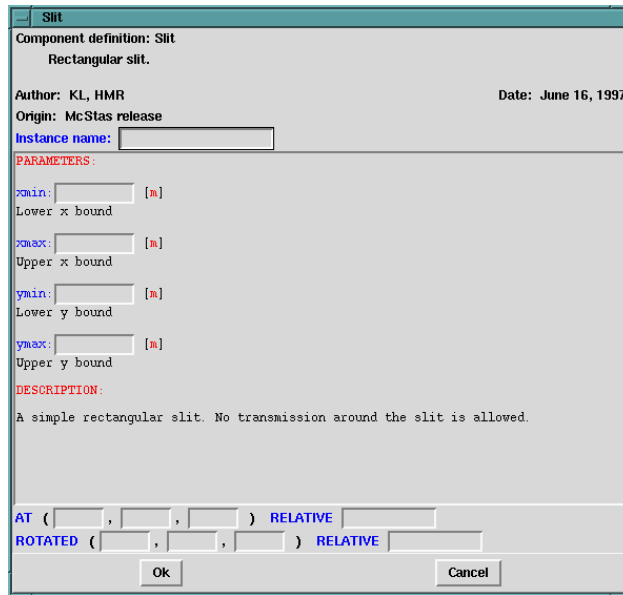 Slit
Component definition: Slit
Rectangular slit.
Author: KL, HMR
Date: June 16, 1997
Origin: McStas release
Instance name:
PARAMETERS:
xmin: [m]
Lower x bound
xmax: [m]
Upper x bound
ymin: [m]
Lower y bound
ymax: [m]
Upper y bound
DESCRIPTION:
A simple rectangular slit. No transmission around the slit is allowed.
AT ( , , ) RELATIVE
ROTATED ( , , ) RELATIVE
Ok
Cancel